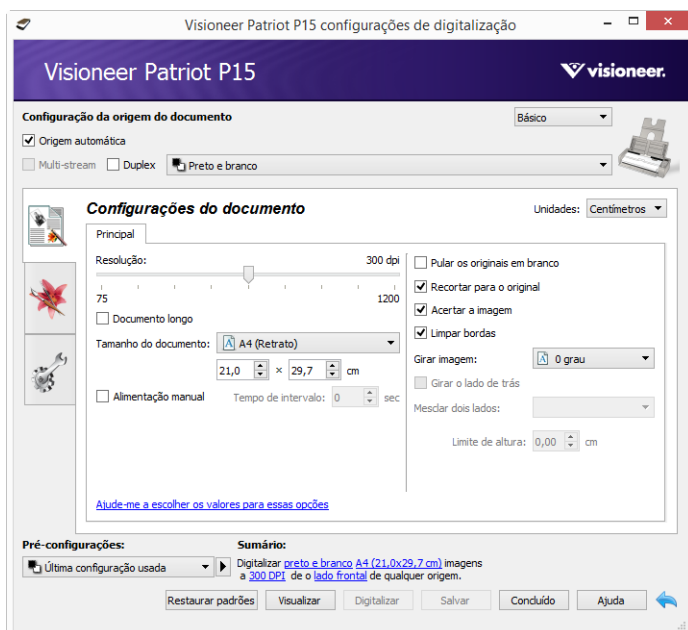 Visioneer Patriot P15 configurações de digitalização
Visioneer Patriot P15
visioneer.
Configuração da origem do documento
Básico
Origem automática
Multi-stream Duplex Preto e branco
Configurações do documento
Unidades: Centímetros
Principal
Resolução: 300 dpi
75 1200
Documento longo
Tamanho do documento: A4 (Retrato)
21,0 × 29,7 cm
Alimentação manual Tempo de intervalo: 0 sec
Pular os originais em branco
Recortar para o original
Acertar a imagem
Limpar bordas
Girar imagem: 0 grau
Girar o lado de trás
Mesclar dois lados:
Limite de altura: 0,00 cm
Ajude-me a escolher os valores para essas opções
Pré-configurações:
Última configuração usada
Sumário:
Digitalizar preto e branco A4 (21,0x29,7 cm) imagens
a 300 DPI de o lado frontal de qualquer origem.
Restaurar padrões Visualizar Digitalizar Salvar Concluído Ajuda